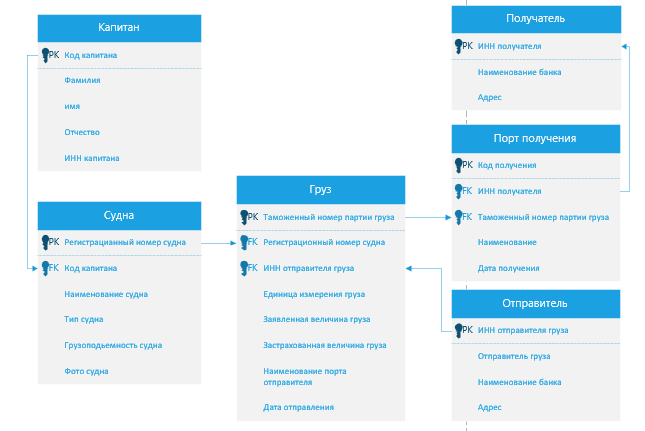 Капитан
PK Код капитана
Фамилия
имя
Отчество
ИНН капитана
Судна
PK Регистрацианный номер судна
FK Код капитана
Наименование судна
Тип судна
Грузоподьемность судна
Фото судна
Груз
PK Таможенный номер партии груза
FK Регистрационный номер судна
FK ИНН отправителя груза
Единица измерения груза
Заявленная величина груза
Застрахованная величина груза
Наименование порта
отправителя
Дата отправления
Получатель
PK ИНН получателя
Наименование банка
Адрес
Порт получения
PK Код получения
FK ИНН получателя
FK Таможенный номер партии груза
Наименование
Дата получения
Отправитель
PK ИНН отправителя груза
Отправитель груза
Наименование банка
Адрес